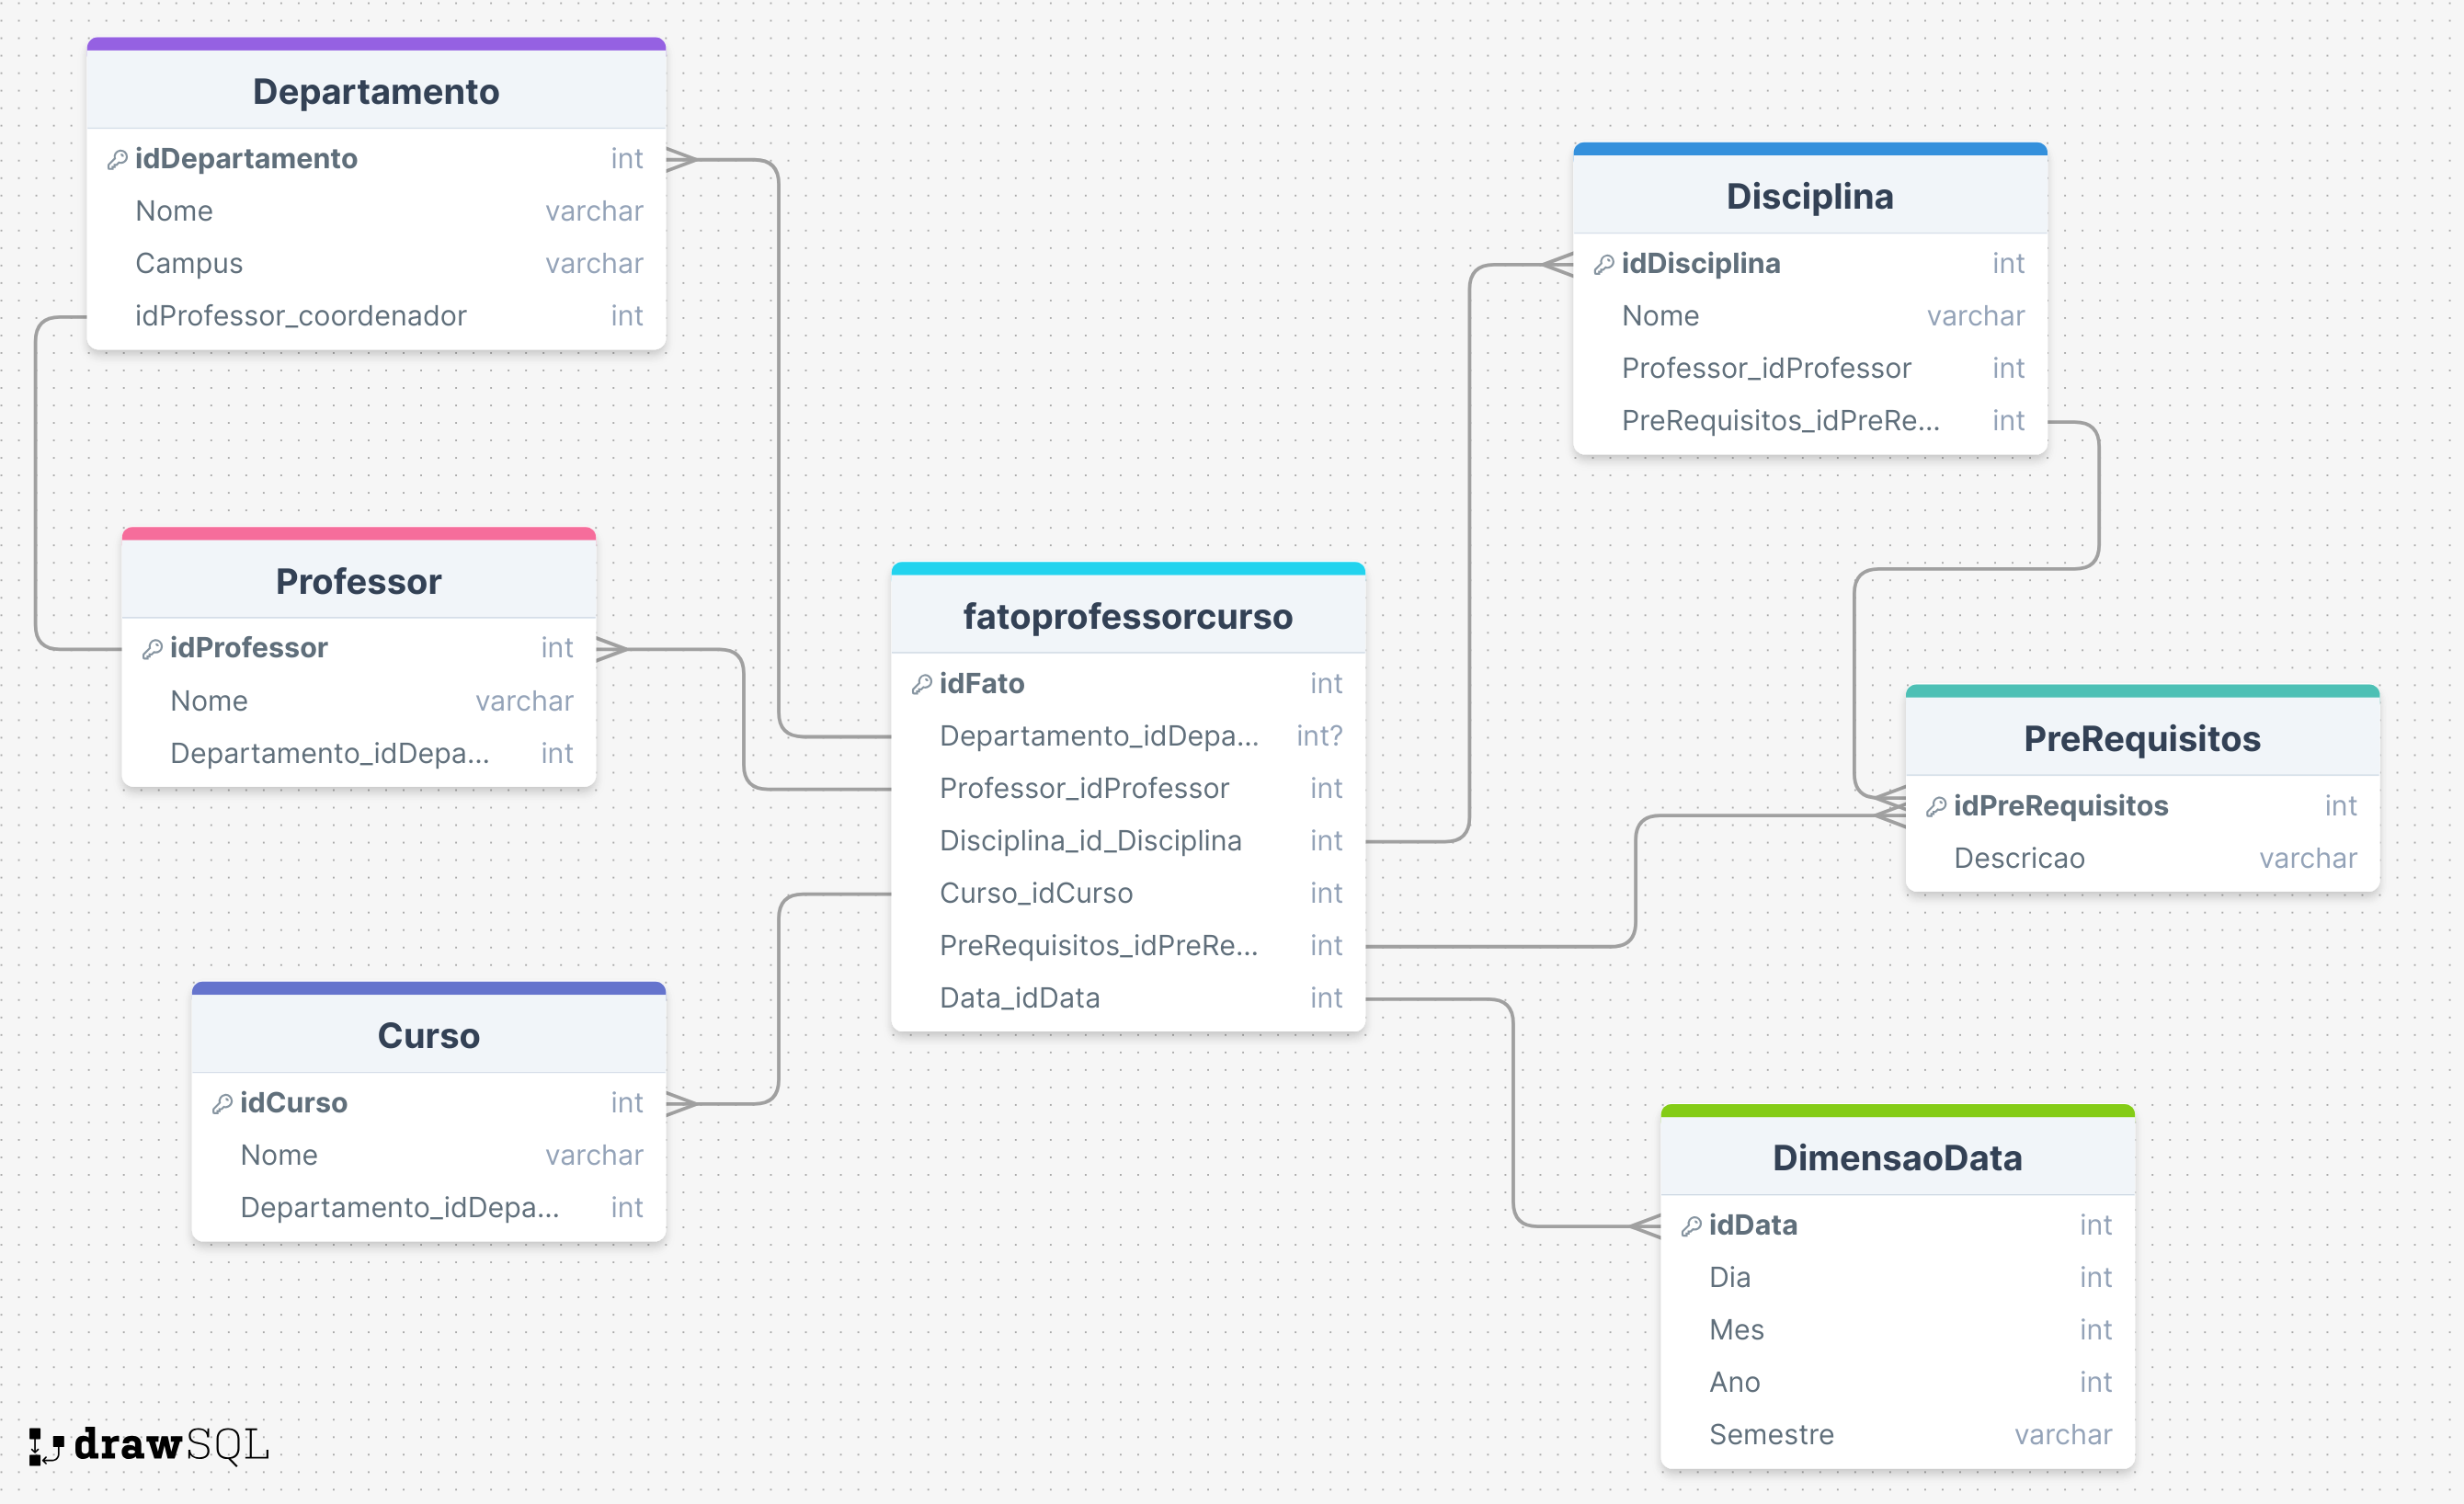 Departamento
idDepartamento int
Nome varchar
Campus varchar
idProfessor_coordenador int
Disciplina
idDisciplina int
Nome varchar
Professor_idProfessor int
PreRequisitos_idPreRe... int
Professor
idProfessor int
Nome varchar
Departamento_idDepa... int
fatoprofessorcurso
idFato int
Departamento_idDepa... int?
Professor_idProfessor int
Disciplina_id_Disciplina int
Curso_idCurso int
PreRequisitos_idPreRe... int
Data_idData int
PreRequisitos
idPreRequisitos int
Descricao varchar
Curso
idCurso int
Nome varchar
Departamento_idDepa... int
DimensaoData
idData int
Dia int
Mes int
Ano int
Semestre varchar
drawSQL